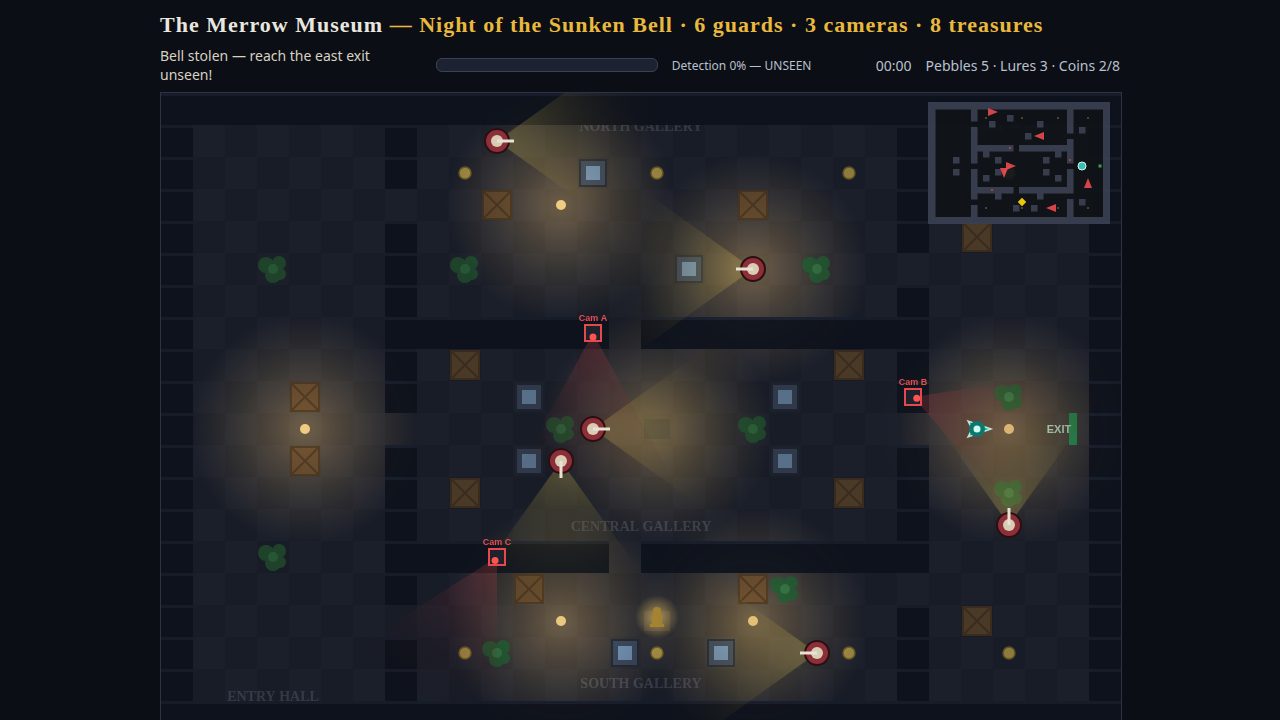 The Merrow Museum — Night of the Sunken Bell · 6 guards · 3 cameras · 8 treasures
Bell stolen — reach the east exit
unseen!
Detection 0% — UNSEEN
00:00
Pebbles 5 · Lures 3 · Coins 2/8
NORTH GALLERY
Cam A
Cam B
EXIT
CENTRAL GALLERY
Cam C
SOUTH GALLERY
ENTRY HALL